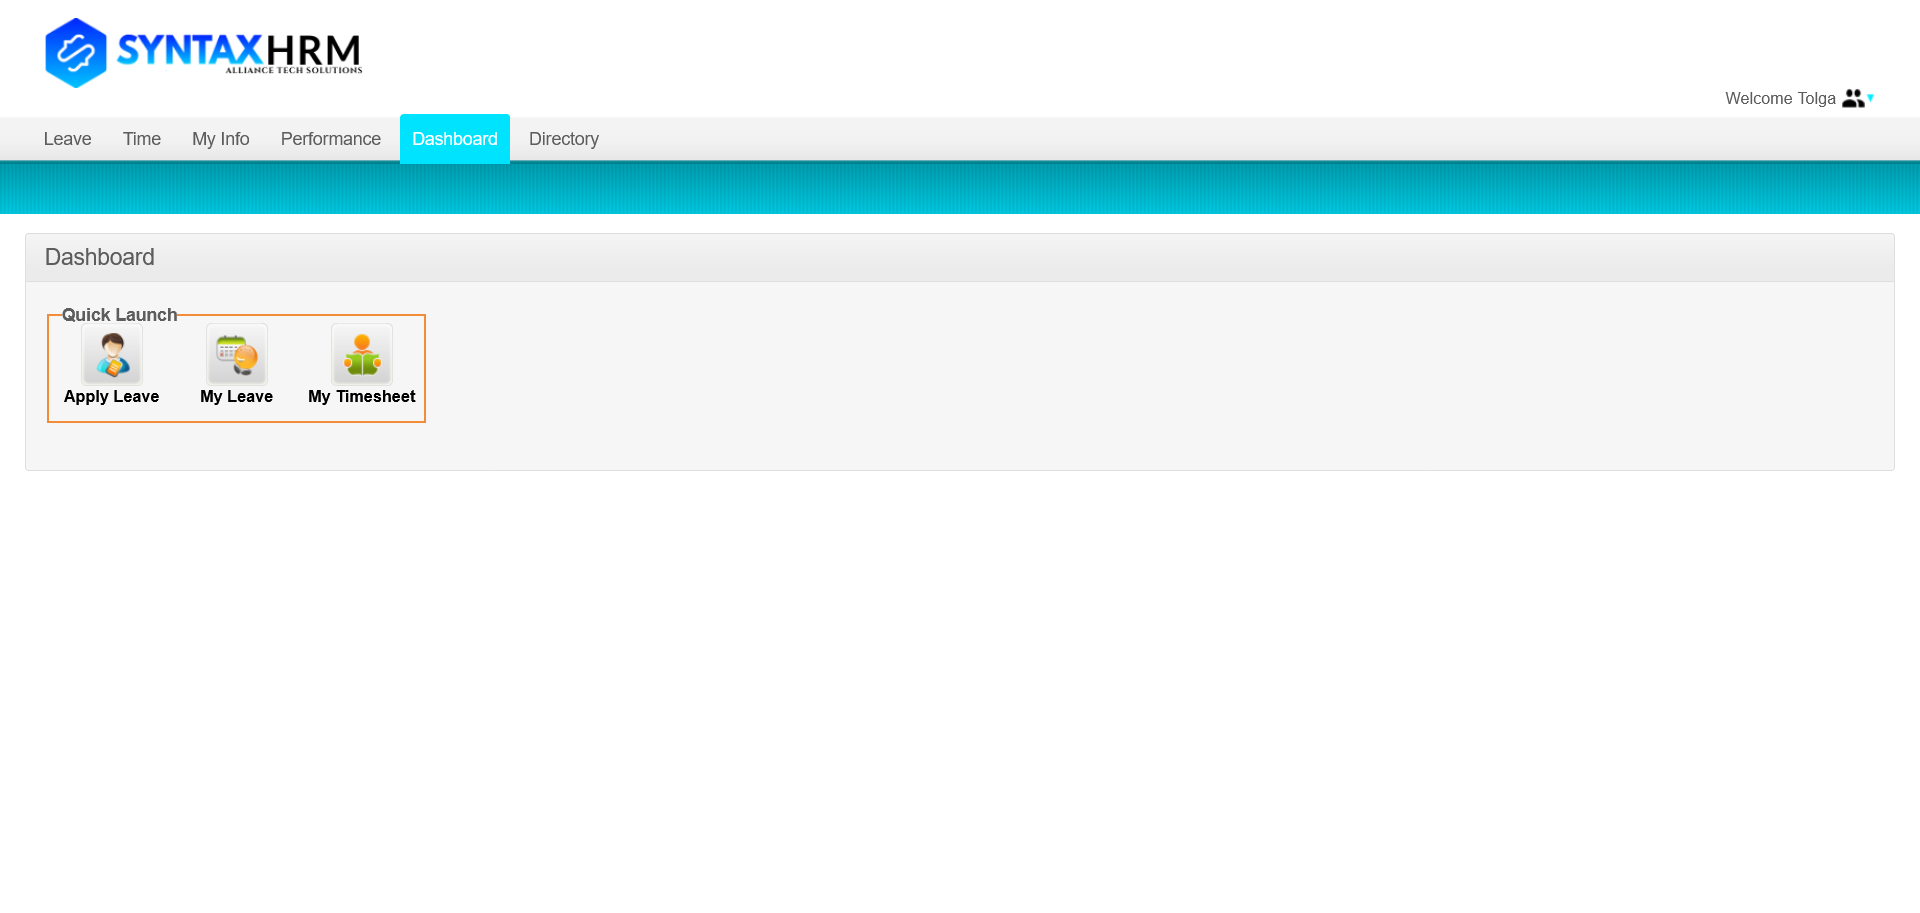 SYNTAXHRM
ALLIANCE TECH SOLUTIONS
Welcome Tolga
Leave Time My Info Performance Dashboard Directory
Dashboard
Quick Launch
Apply Leave My Leave My Timesheet